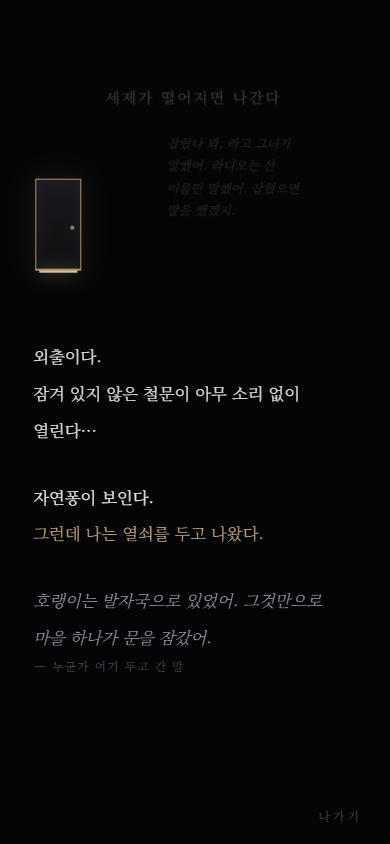 세제가 떨어지면 나간다
잡혔나 봐, 라고 그녀가
말했어. 라디오는 산
이름만 말했어. 잡혔으면
말을 했겠지.
외출이다.
잠겨 있지 않은 철문이 아무 소리 없이
열린다…
자연퐁이 보인다.
그런데 나는 열쇠를 두고 나왔다.
호랭이는 발자국으로 있었어. 그것만으로
마을 하나가 문을 잠갔어.
— 누군가 여기 두고 간 말
나가기